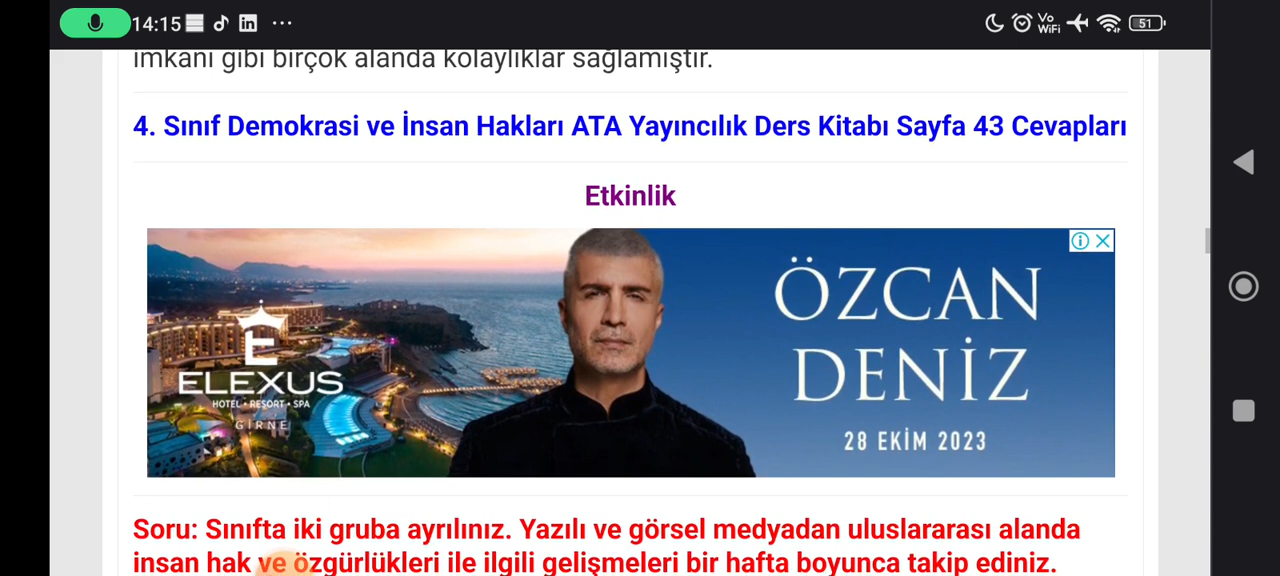 14:15
Vo
WiFi
51
imkanı gibi birçok alanda kolaylıklar sağlamıştır.
4. Sınıf Demokrasi ve İnsan Hakları ATA Yayıncılık Ders Kitabı Sayfa 43 Cevapları
Etkinlik
E
ELEXUS
HOTEL • RESORT • SPA
GİRNE
ÖZCAN
DENİZ
28 EKİM 2023
Soru: Sınıfta iki gruba ayrılınız. Yazılı ve görsel medyadan uluslararası alanda
insan hak ve özgürlükleri ile ilgili gelişmeleri bir hafta boyunca takip ediniz.